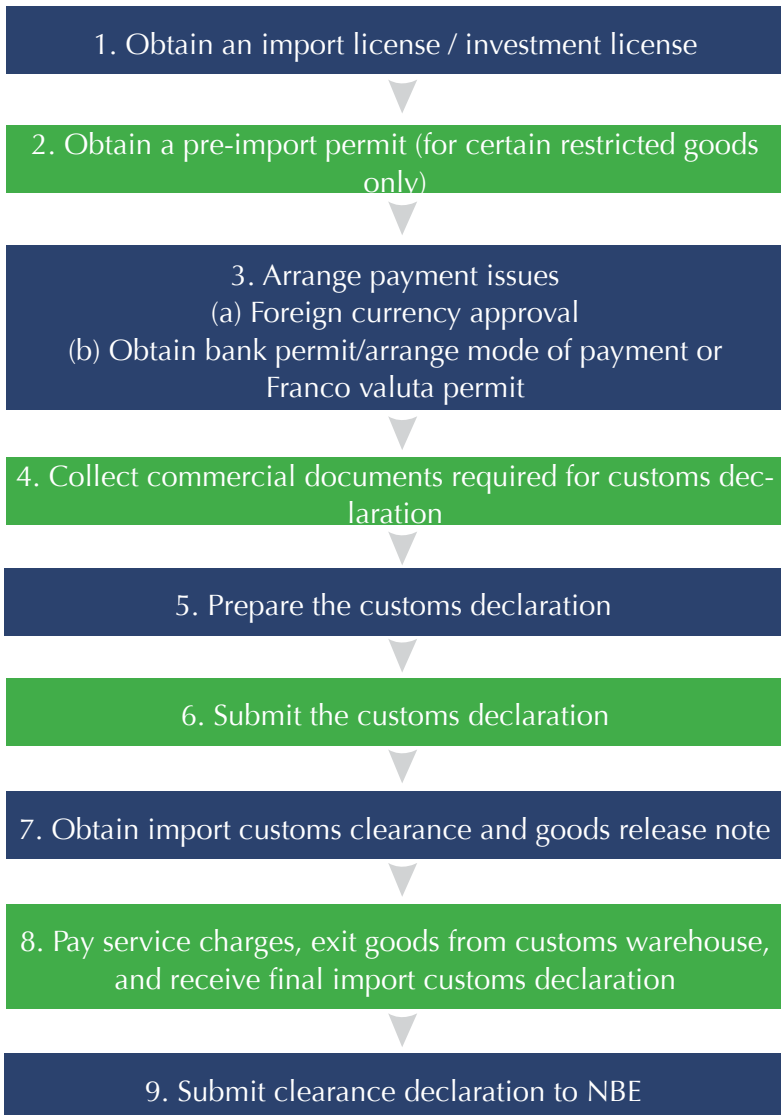 1. Obtain an import license / investment license
2. Obtain a pre-import permit (for certain restricted goods
only)
3. Arrange payment issues
(a) Foreign currency approval
(b) Obtain bank permit/arrange mode of payment or
Franco valuta permit
4. Collect commercial documents required for customs dec-
laration
5. Prepare the customs declaration
6. Submit the customs declaration
7. Obtain import customs clearance and goods release note
8. Pay service charges, exit goods from customs warehouse,
and receive final import customs declaration
9. Submit clearance declaration to NBE